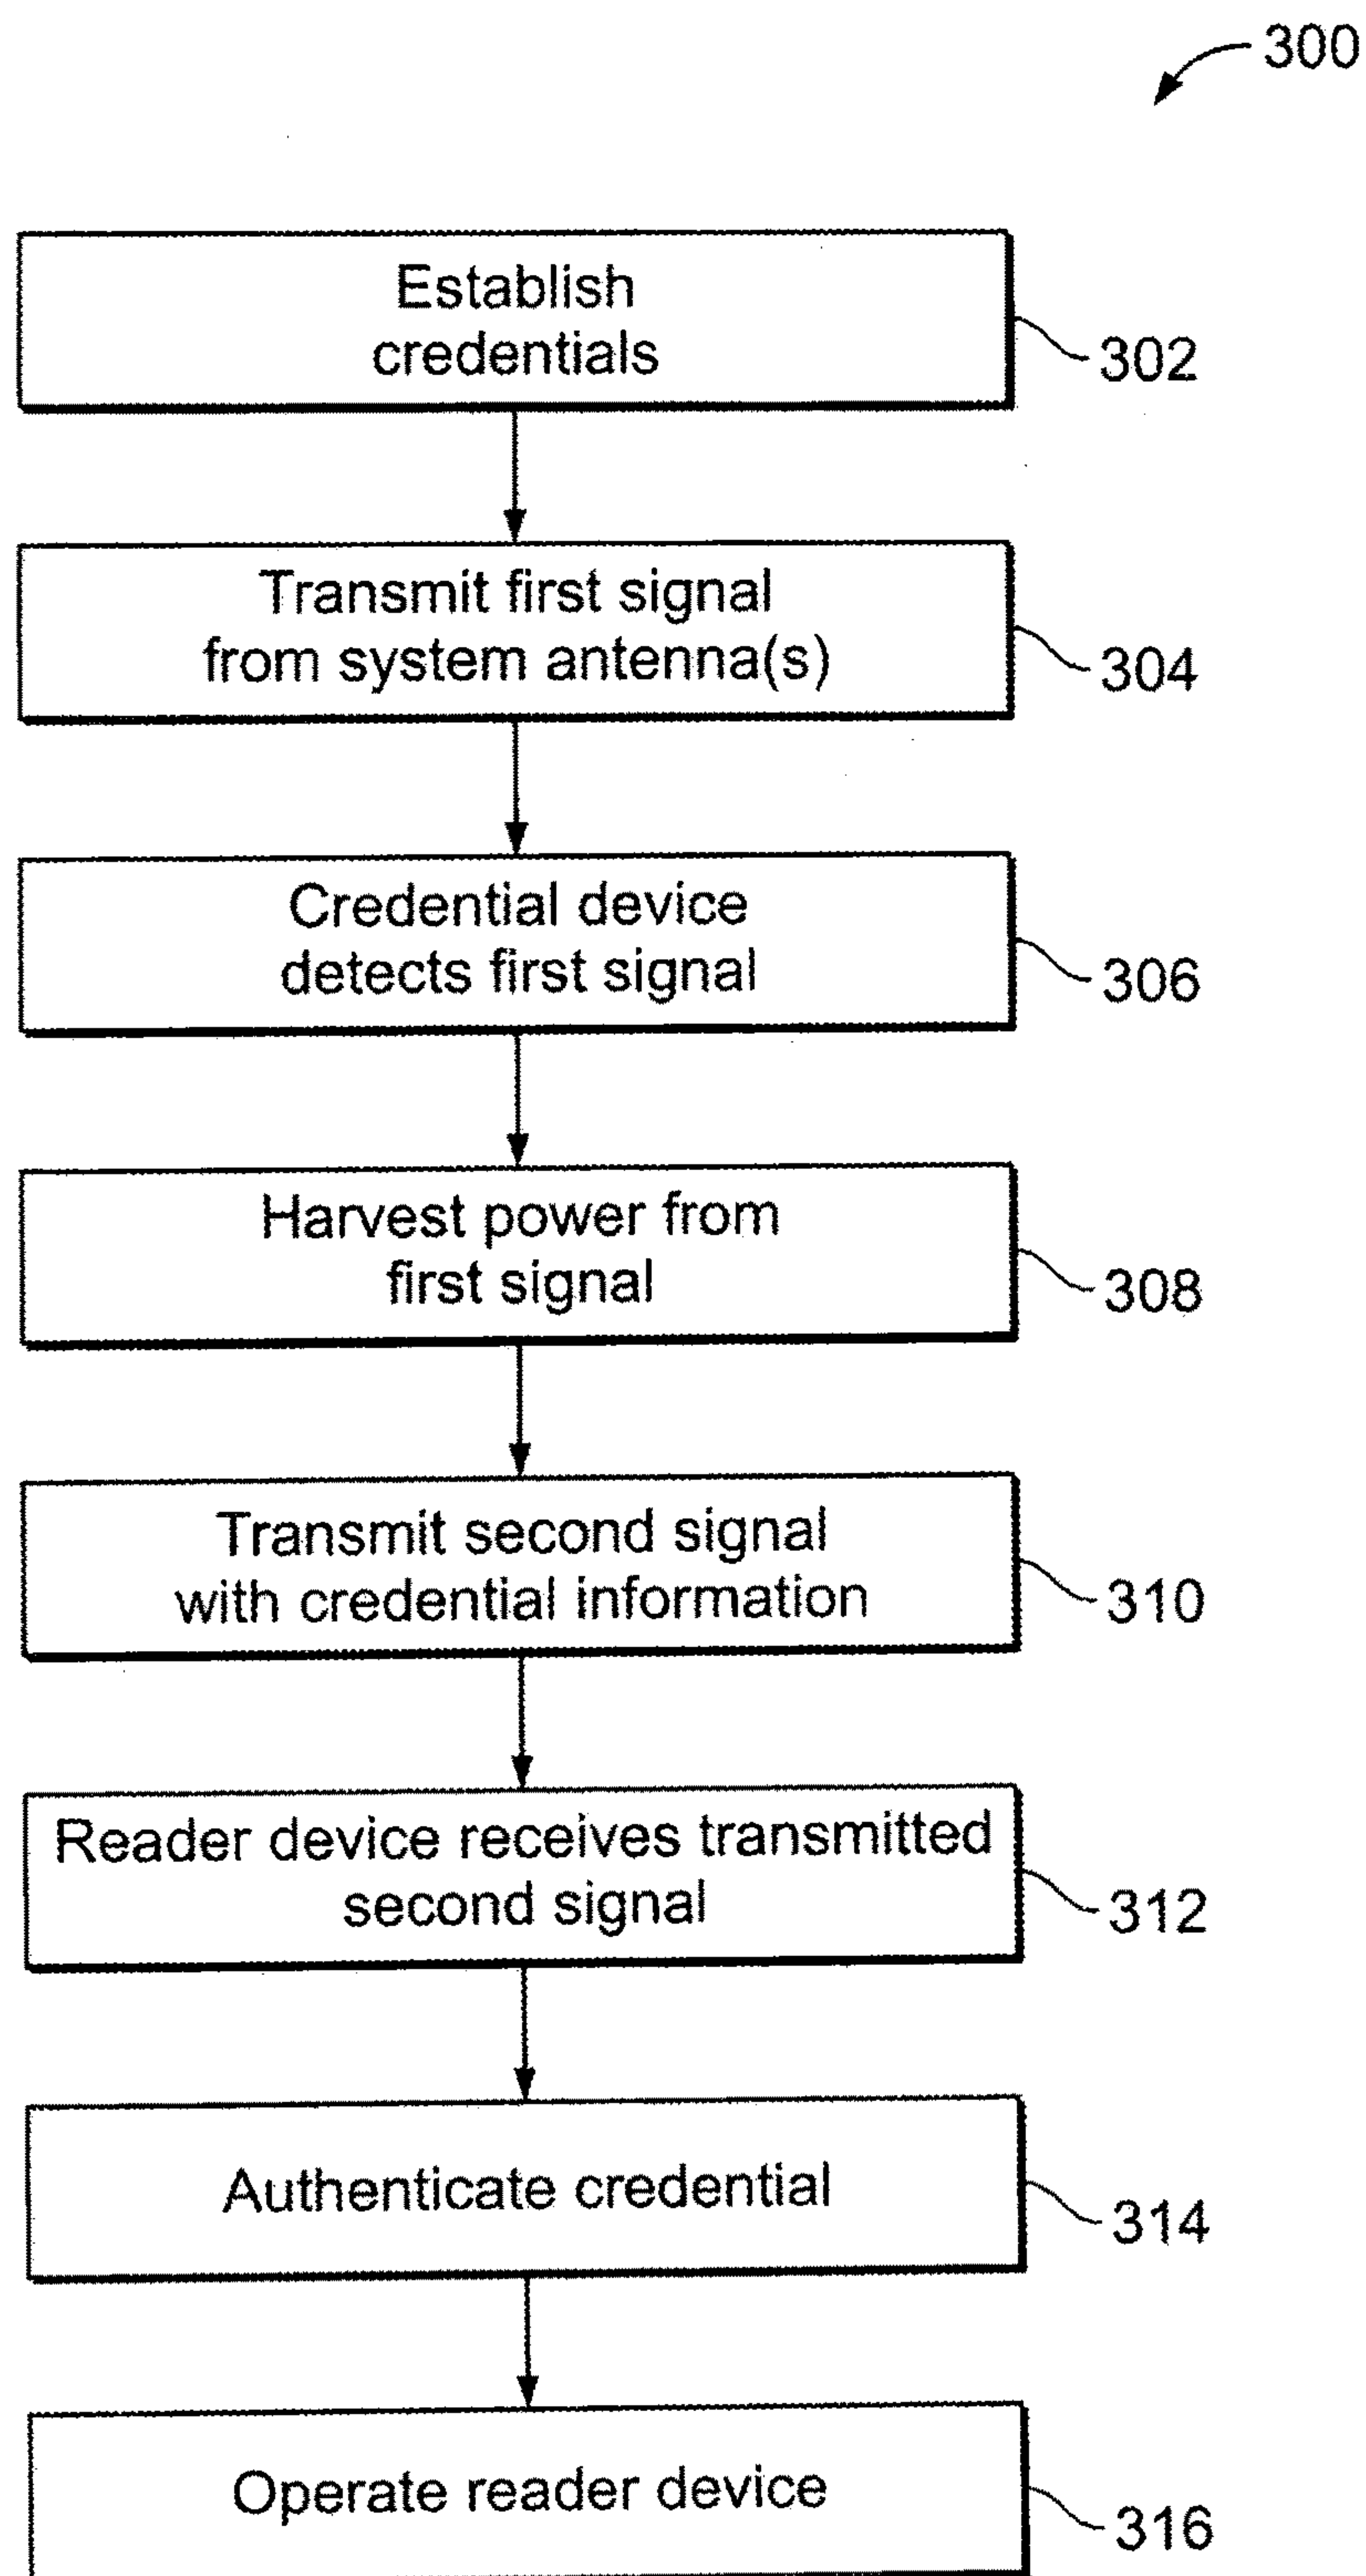 300
Establish
credentials
302
Transmit first signal
from system antenna(s)
304
Credential device
detects first signal
306
Harvest power from
first signal
308
Transmit second signal
with credential information
310
Reader device receives transmitted
second signal
312
Authenticate credential
314
Operate reader device
316